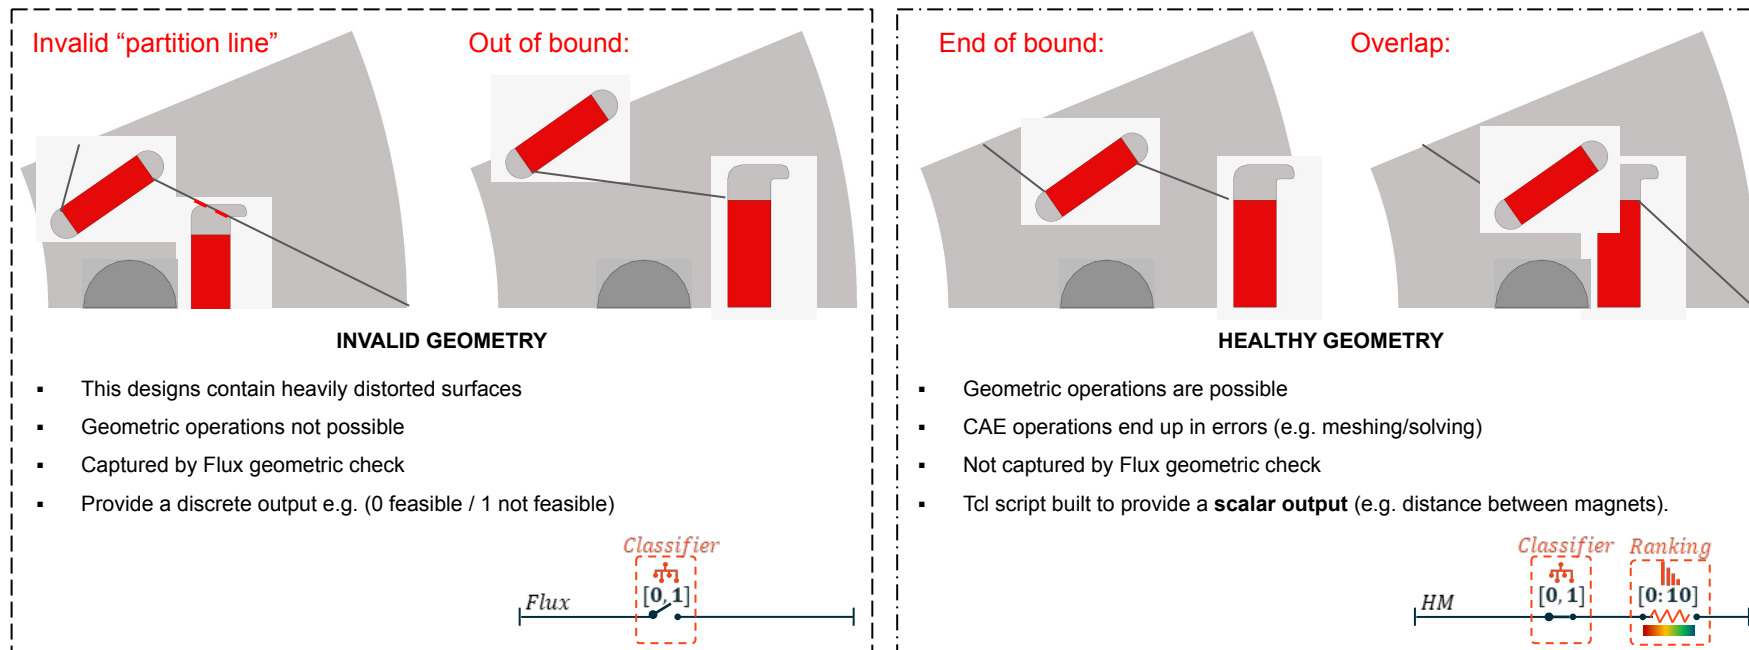 Invalid “partition line”
Out of bound:
INVALID GEOMETRY
▪ This designs contain heavily distorted surfaces
▪ Geometric operations not possible
▪ Captured by Flux geometric check
▪ Provide a discrete output e.g. (0 feasible / 1 not feasible)
Classifier
[0,1]
Flux
End of bound:
Overlap:
HEALTHY GEOMETRY
▪ Geometric operations are possible
▪ CAE operations end up in errors (e.g. meshing/solving)
▪ Not captured by Flux geometric check
▪ Tcl script built to provide a scalar output (e.g. distance between magnets).
Classifier Ranking
[0,1] [0:10]
HM